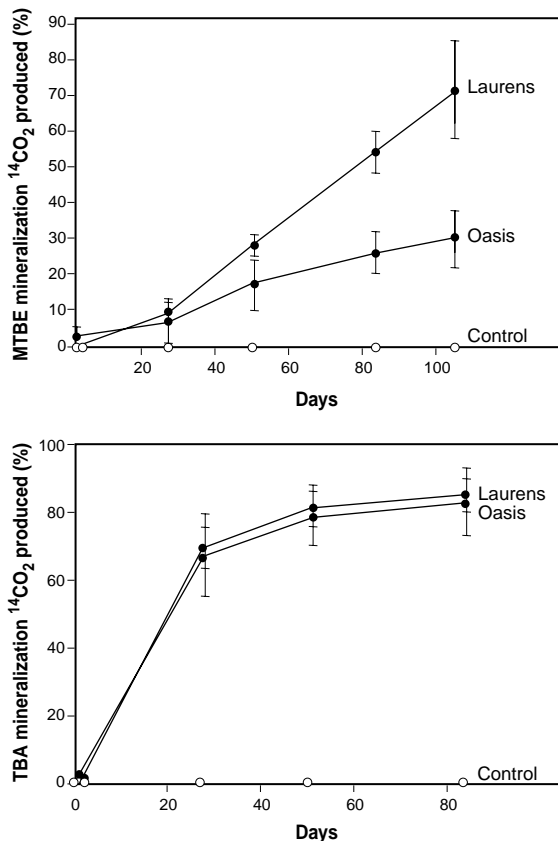 MTBE mineralization ¹⁴CO₂ produced (%)
90
80
70
60
50
40
30
20
10
0
Laurens
Oasis
Control
20
40
60
80
100
Days
TBA mineralization ¹⁴CO₂ produced (%)
100
80
60
40
20
0
Laurens
Oasis
Control
0
20
40
60
80
Days